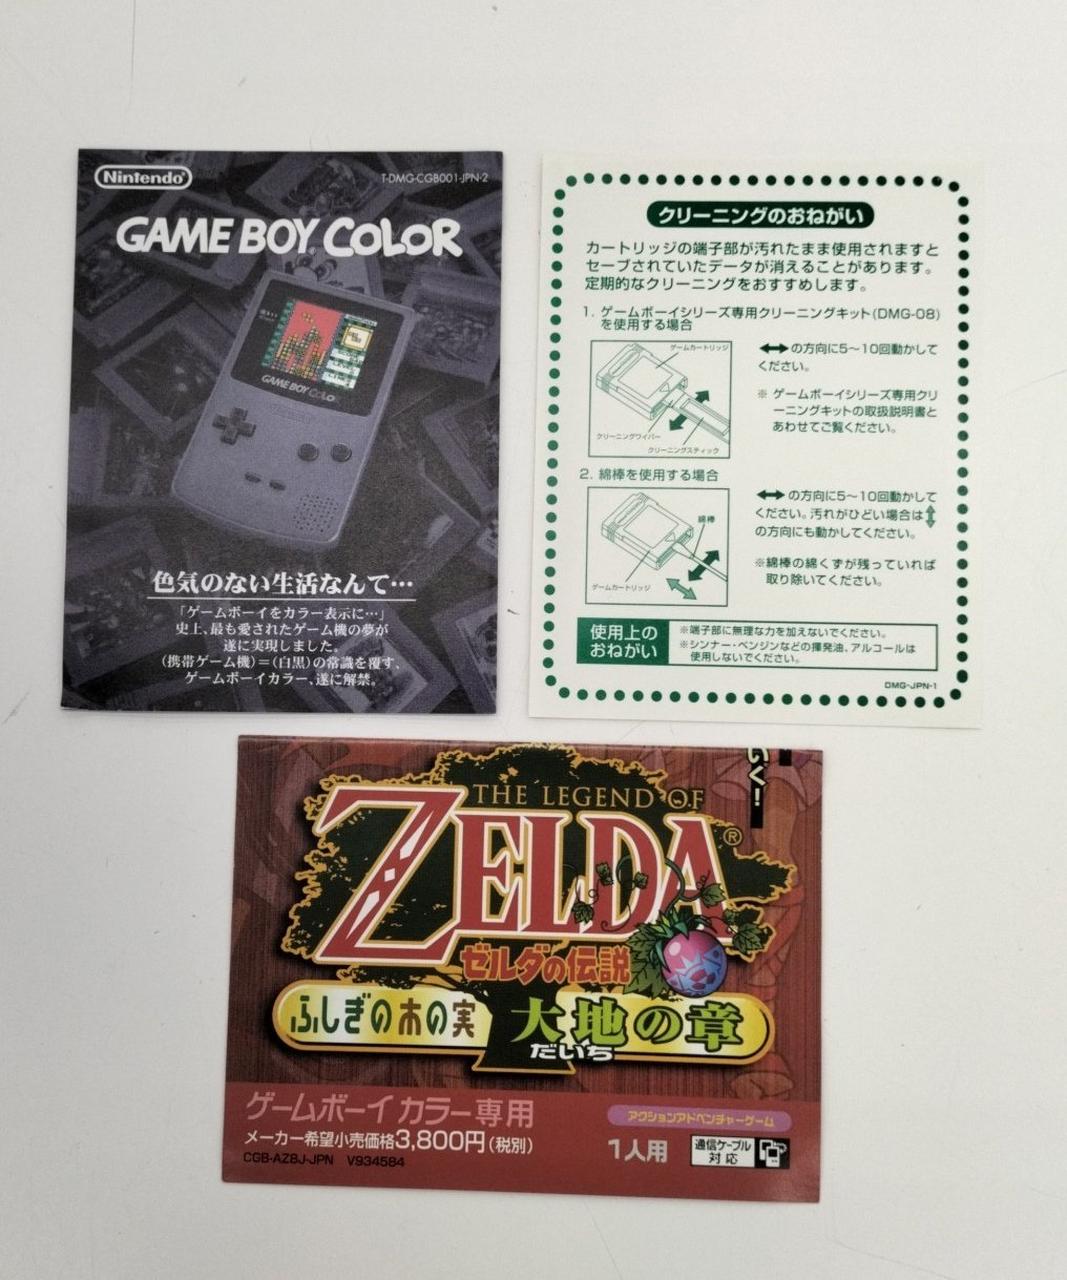 Nintendo
T-DMG-CGB001-JPN-2
GAME BOY COLOR
GAME BOY COLOR
色気のない生活なんて…
「ゲームボーイをカラー表示に…」
史上、最も愛されたゲーム機の夢が
遂に実現しました。
(携帯ゲーム機)=(白黒)の常識を覆す、
ゲームボーイカラー、遂に解禁。
クリーニングのおねがい
カートリッジの端子部が汚れたまま使用されますと
セーブされていたデータが消えることがあります。
定期的なクリーニングをおすすめします。
1. ゲームボーイシリーズ専用クリーニングキット(DMG-08)
を使用する場合
ゲームカートリッジ
クリーニングワイパー
クリーニングスティック
⟷の方向に5〜10回動かして
ください。
※ ゲームボーイシリーズ専用クリ
ーニングキットの取扱説明書と
あわせてご覧ください。
2. 綿棒を使用する場合
綿棒
ゲームカートリッジ
⟷の方向に5〜10回動かして
ください。汚れがひどい場合は⇕
の方向にも動かしてください。
※綿棒の綿くずが残っていれば
取り除いてください。
使用上の
おねがい
※端子部に無理な力を加えないでください。
※シンナー・ベンジンなどの揮発油、アルコールは
使用しないでください。
DMG-JPN-1
く!!
THE LEGEND OF
ZELDA®
ゼルダの伝説
ふしぎの木の実
大地の章
だいち
ゲームボーイ カラー専用
メーカー希望小売価格3,800円(税別)
CGB-AZ8J-JPN V934584
アクションアドベンチャーゲーム
1人用
通信ケーブル
対応